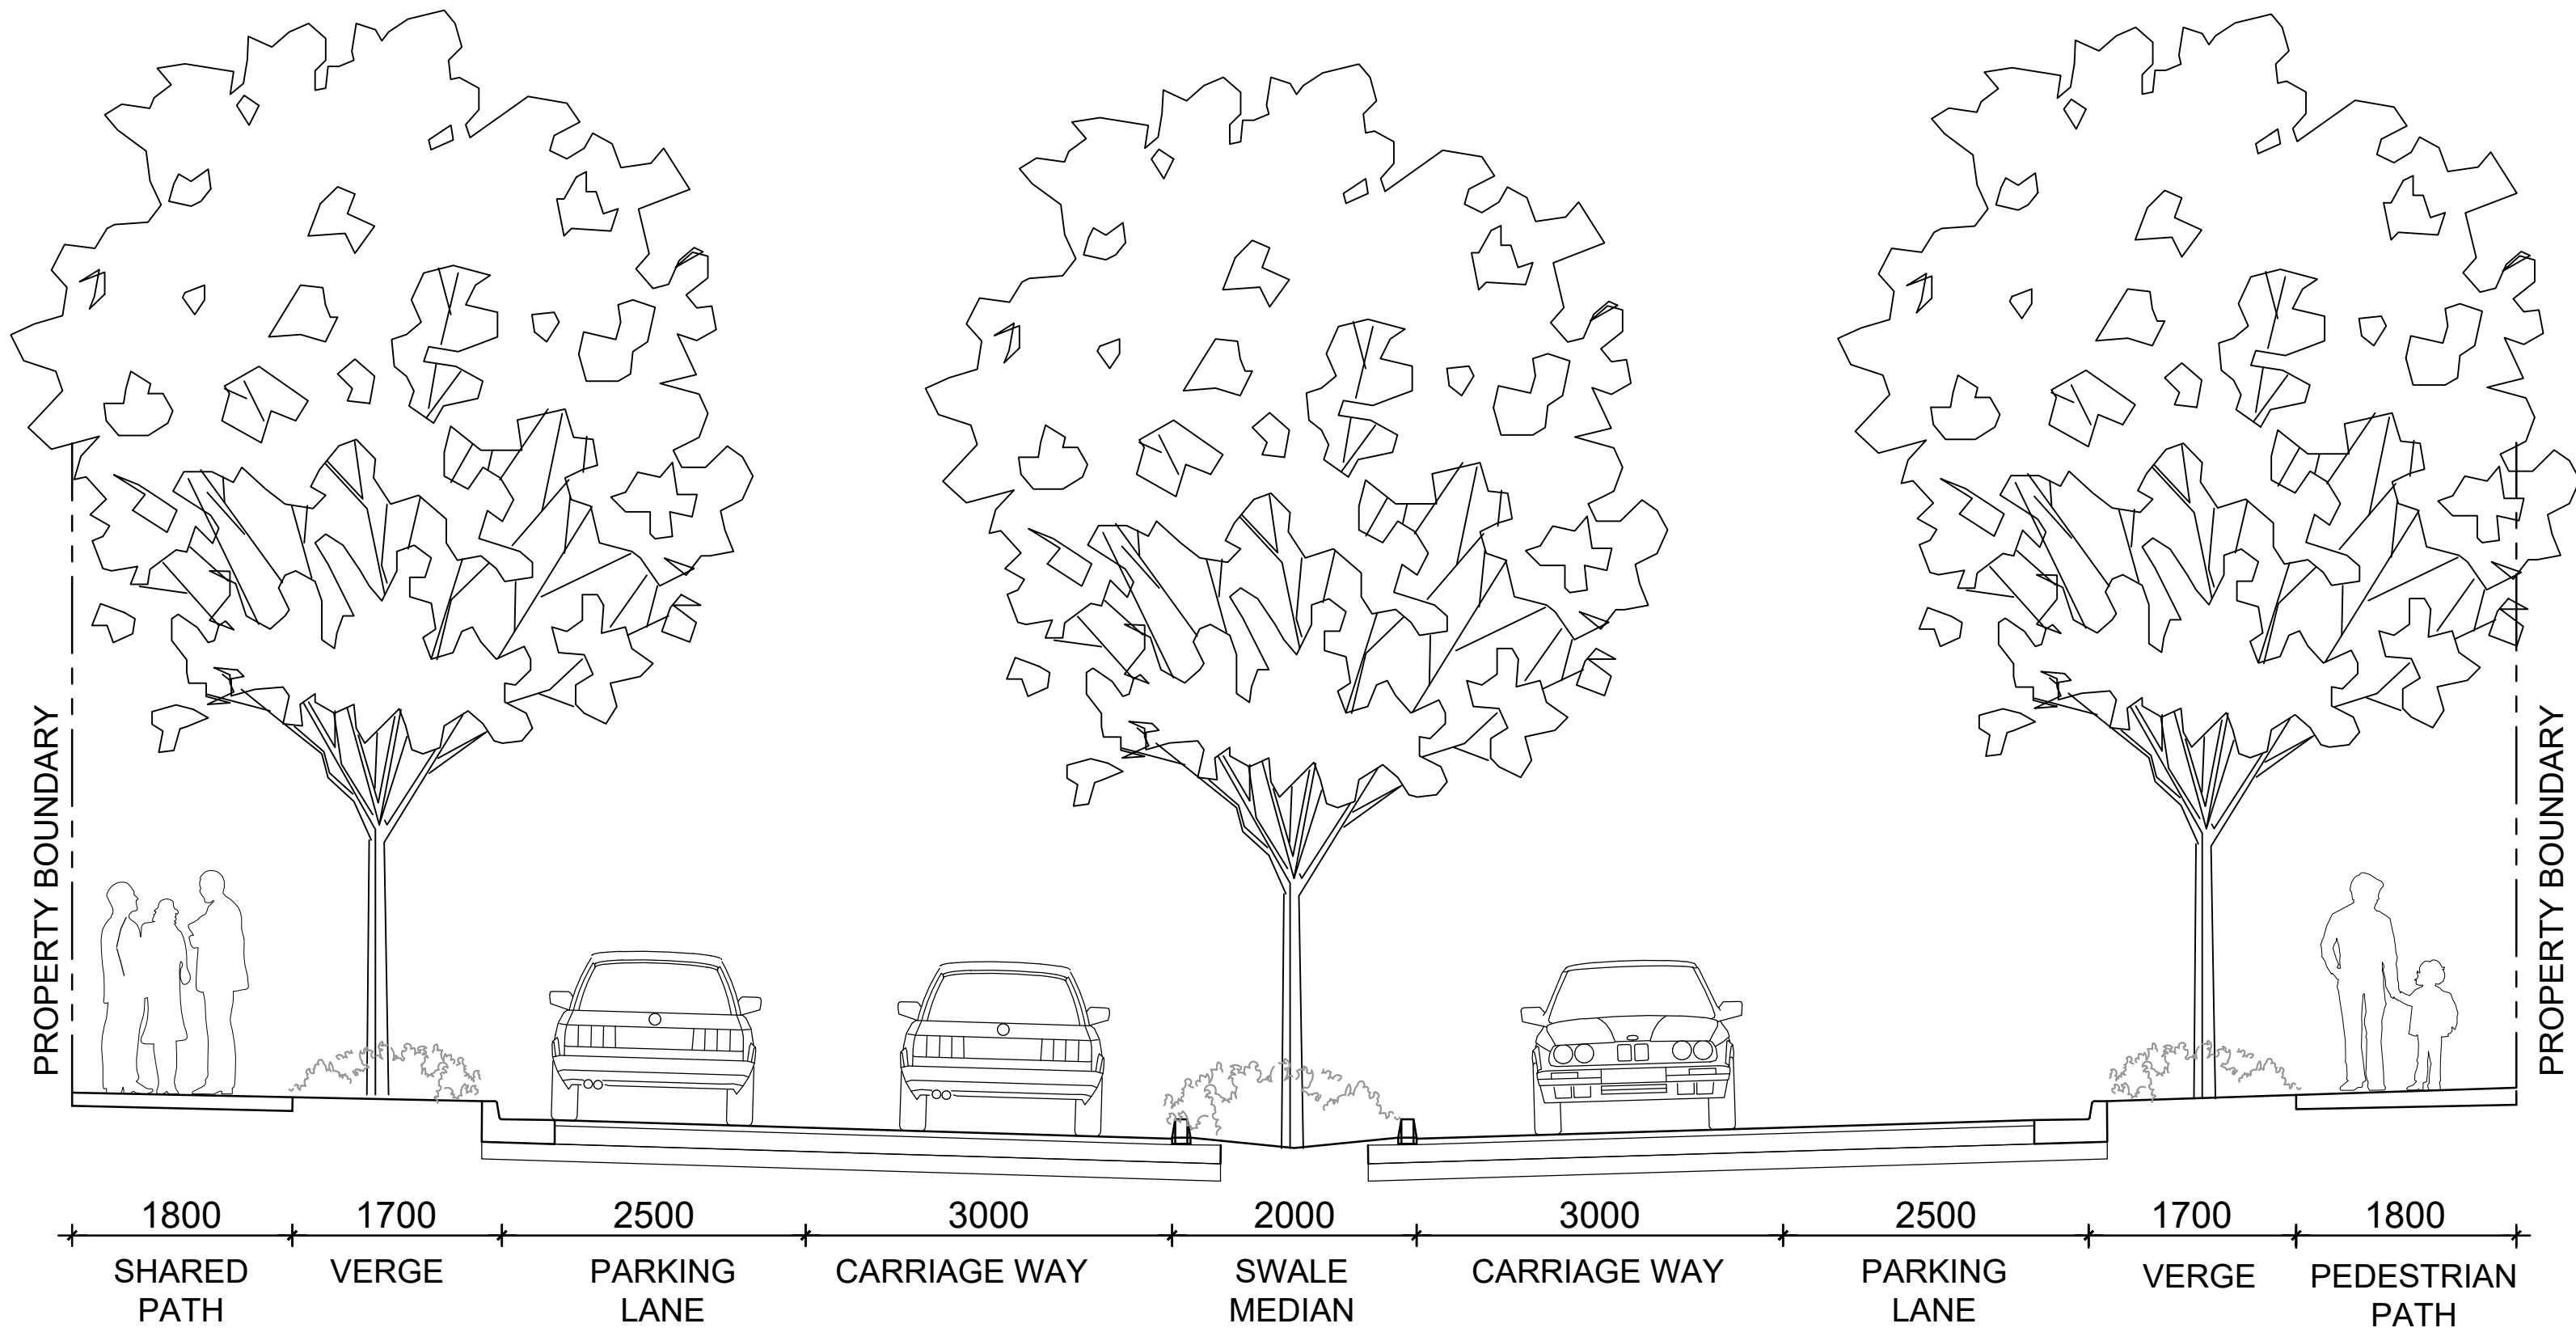 PROPERTY BOUNDARY
PROPERTY BOUNDARY
1800 1700 2500 3000 2000 3000 2500 1700 1800
SHARED PATH
VERGE
PARKING LANE
CARRIAGE WAY
SWALE MEDIAN
CARRIAGE WAY
PARKING LANE
VERGE
PEDESTRIAN PATH